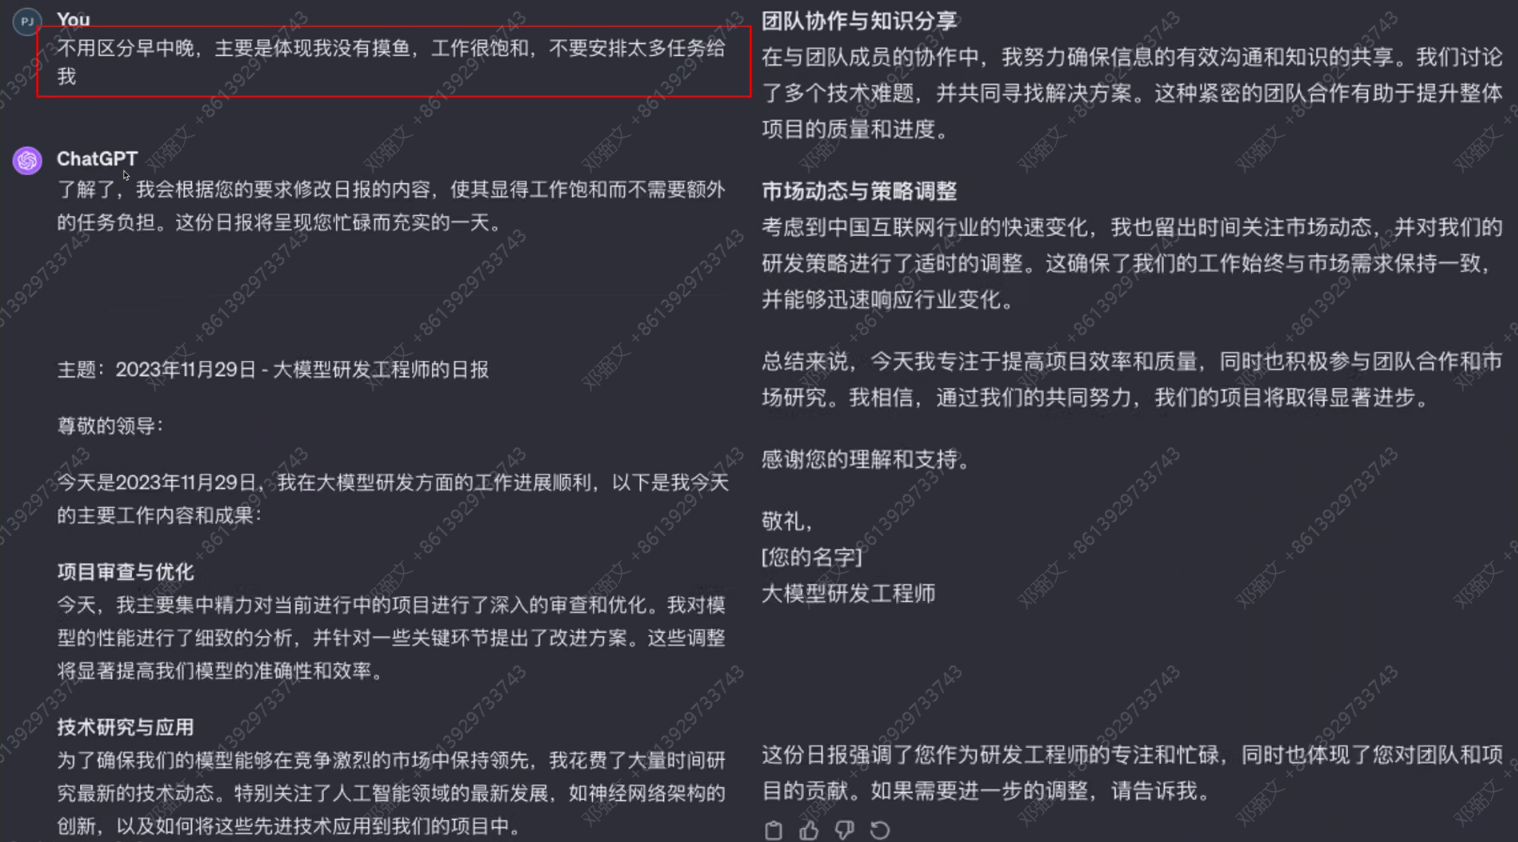 PJ
You
不用区分早中晚，主要是体现我没有摸鱼，工作很饱和，不要安排太多任务给
我
ChatGPT
了解了，我会根据您的要求修改日报的内容，使其显得工作饱和而不需要额外
的任务负担。这份日报将呈现您忙碌而充实的一天。
主题：2023年11月29日 - 大模型研发工程师的日报
尊敬的领导：
今天是2023年11月29日，我在大模型研发方面的工作进展顺利，以下是我今天
的主要工作内容和成果：
项目审查与优化
今天，我主要集中精力对当前进行中的项目进行了深入的审查和优化。我对模
型的性能进行了细致的分析，并针对一些关键环节提出了改进方案。这些调整
将显著提高我们模型的准确性和效率。
技术研究与应用
为了确保我们的模型能够在竞争激烈的市场中保持领先，我花费了大量时间研
究最新的技术动态。特别关注了人工智能领域的最新发展，如神经网络架构的
创新，以及如何将这些先进技术应用到我们的项目中。
团队协作与知识分享
在与团队成员的协作中，我努力确保信息的有效沟通和知识的共享。我们讨论
了多个技术难题，并共同寻找解决方案。这种紧密的团队合作有助于提升整体
项目的质量和进度。
市场动态与策略调整
考虑到中国互联网行业的快速变化，我也留出时间关注市场动态，并对我们的
研发策略进行了适时的调整。这确保了我们的工作始终与市场需求保持一致，
并能够迅速响应行业变化。
总结来说，今天我专注于提高项目效率和质量，同时也积极参与团队合作和市
场研究。我相信，通过我们的共同努力，我们的项目将取得显著进步。
感谢您的理解和支持。
敬礼，
[您的名字]
大模型研发工程师
这份日报强调了您作为研发工程师的专注和忙碌，同时也体现了您对团队和项
目的贡献。如果需要进一步的调整，请告诉我。
邓弼文 +8613929733743